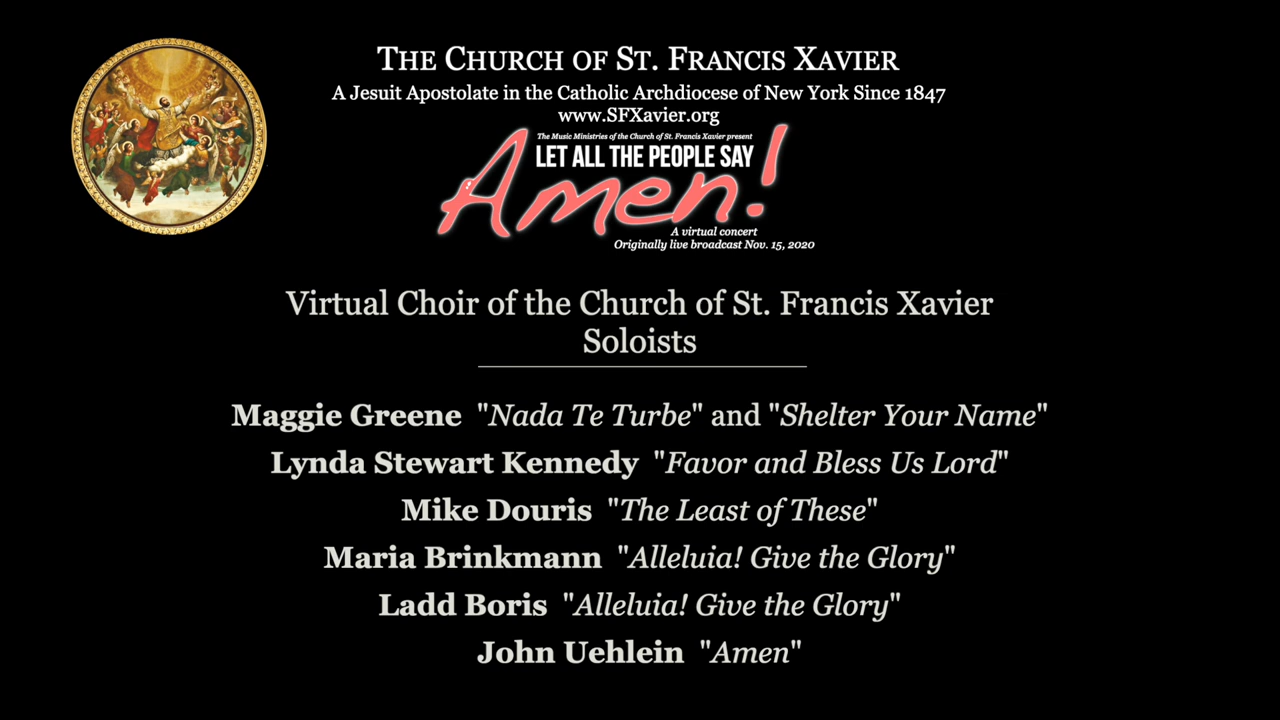 THE CHURCH OF ST. FRANCIS XAVIER
A Jesuit Apostolate in the Catholic Archdiocese of New York Since 1847
www.SFXavier.org
The Music Ministries of the Church of St. Francis Xavier present
LET ALL THE PEOPLE SAY
Amen!
A virtual concert
Originally live broadcast Nov. 15, 2020
Virtual Choir of the Church of St. Francis Xavier
Soloists
Maggie Greene "Nada Te Turbe" and "Shelter Your Name"
Lynda Stewart Kennedy "Favor and Bless Us Lord"
Mike Douris "The Least of These"
Maria Brinkmann "Alleluia! Give the Glory"
Ladd Boris "Alleluia! Give the Glory"
John Uehlein "Amen"